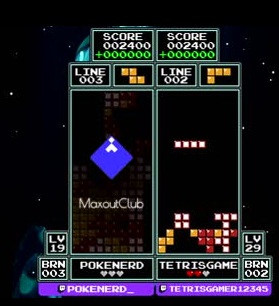 SCORE
002400
+000000
SCORE
002400
+000000
LINE
003
LINE
002
MaxoutClub
LV
19
LV
29
BRN
003
POKENERD
TETRISGAME
BRN
002
POKENERD_
TETRISGAMER12345